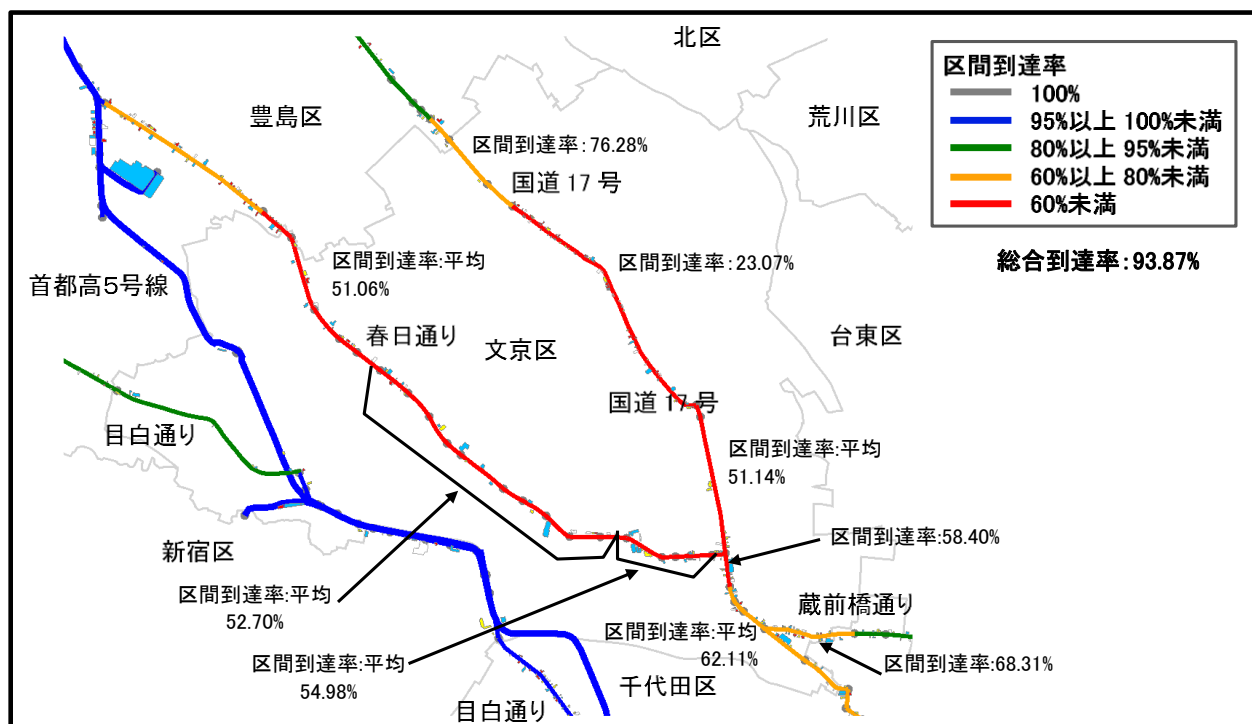 北区
豊島区
荒川区
区間到達率
100%
95%以上 100%未満
80%以上 95%未満
60%以上 80%未満
60%未満
総合到達率：93.87%
区間到達率：76.28%
国道 17 号
区間到達率：23.07%
区間到達率:平均
51.06%
首都高5号線
春日通り
文京区
台東区
国道 17 号
目白通り
区間到達率:平均
51.14%
区間到達率:58.40%
新宿区
区間到達率:平均
52.70%
蔵前橋通り
区間到達率:平均
62.11%
区間到達率:平均
54.98%
区間到達率:68.31%
千代田区
目白通り